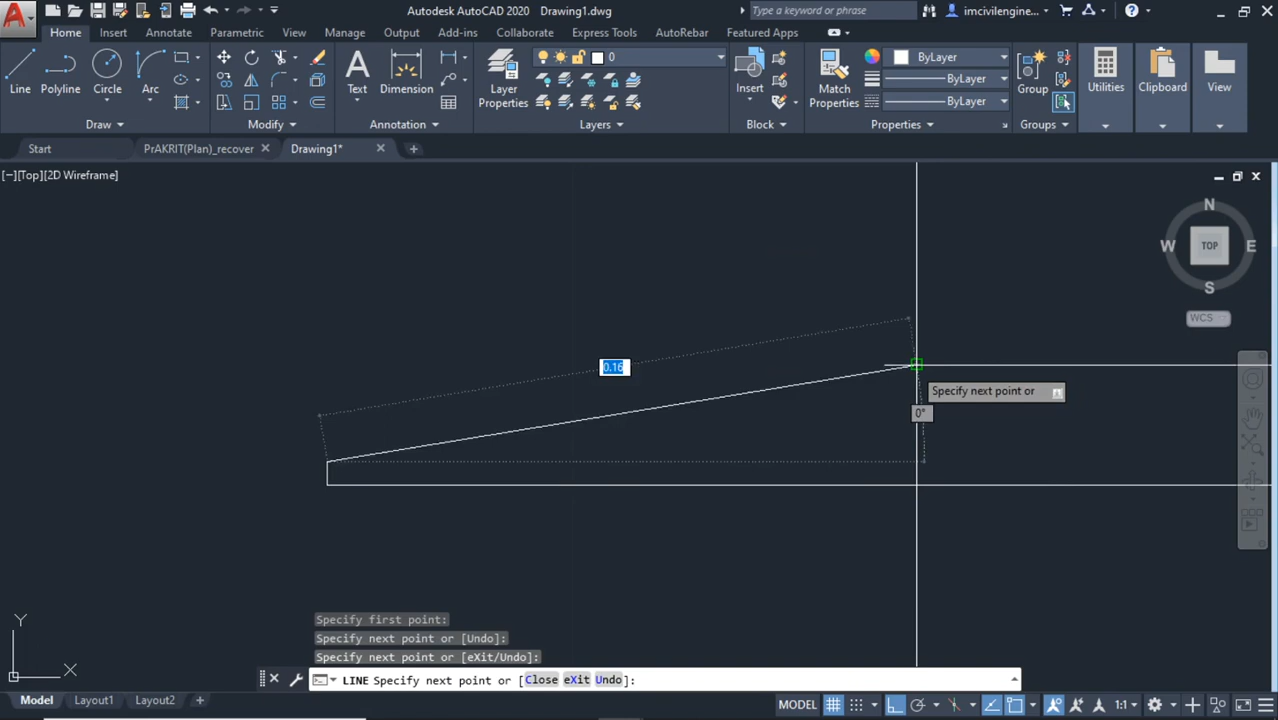 Autodesk AutoCAD 2020 Drawing1.dwg
Type a keyword or phrase
imcivilengine...
Home Insert Annotate Parametric View Manage Output Add-ins Collaborate Express Tools AutoRebar Featured Apps
0
ByLayer
ByLayer
ByLayer
Line Polyline Circle Arc
Text Dimension
Layer Properties
Insert
Match Properties
Group
Utilities
Clipboard
View
Draw Modify Annotation Layers Block Properties Groups
Start PrAKRIT(Plan)_recover Drawing1*
[−][Top][2D Wireframe]
N
W TOP E
S
WCS
0.16
Specify next point or
0°
Y
X
Specify first point:
Specify next point or [Undo]:
Specify next point or [eXit/Undo]:
LINE Specify next point or [Close eXit Undo]:
Model Layout1 Layout2
MODEL 1:1